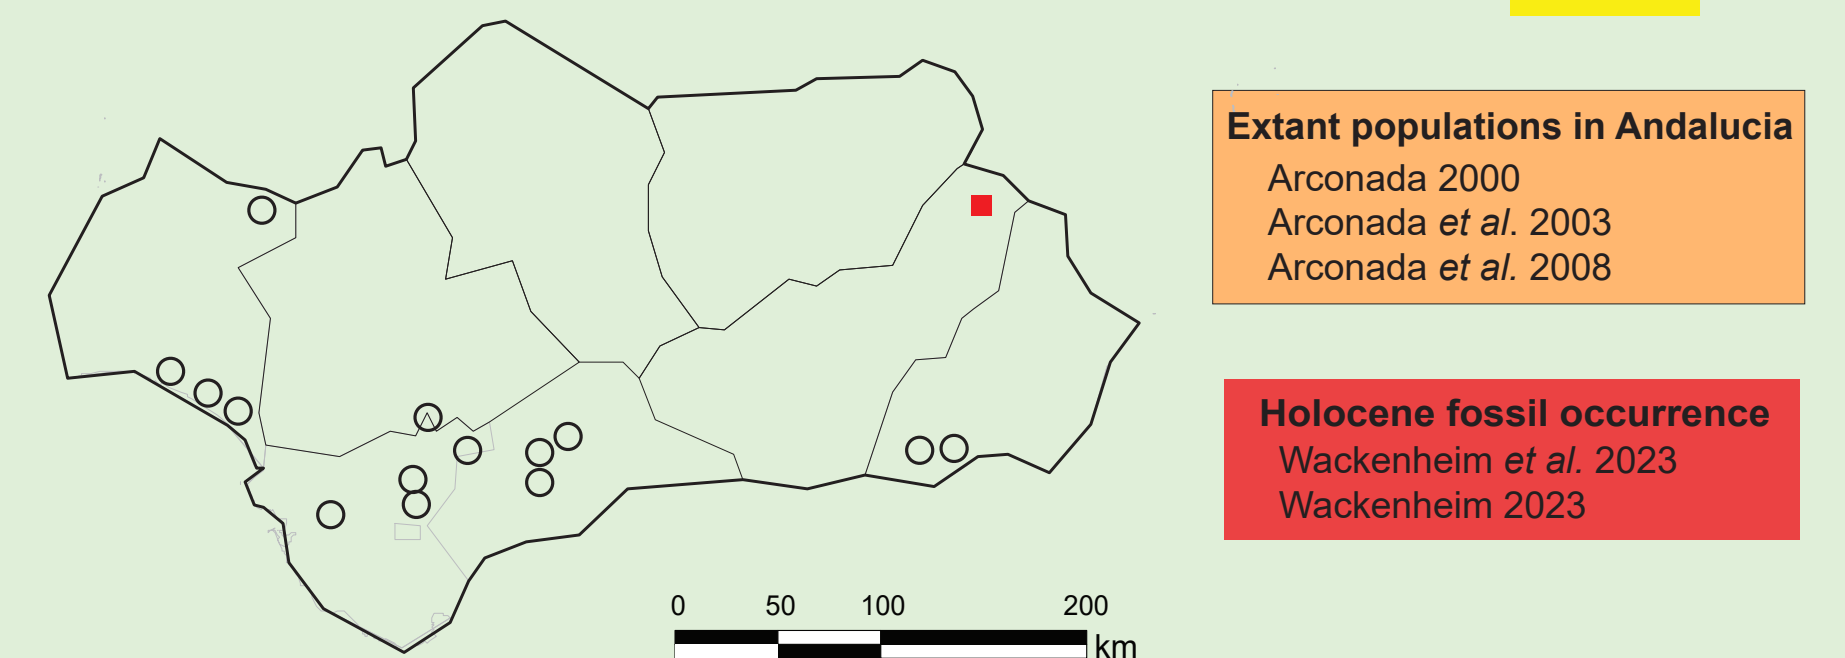 Extant populations in Andalucia
Arconada 2000
Arconada et al. 2003
Arconada et al. 2008
Holocene fossil occurrence
Wackenheim et al. 2023
Wackenheim 2023
0 50 100 200
km